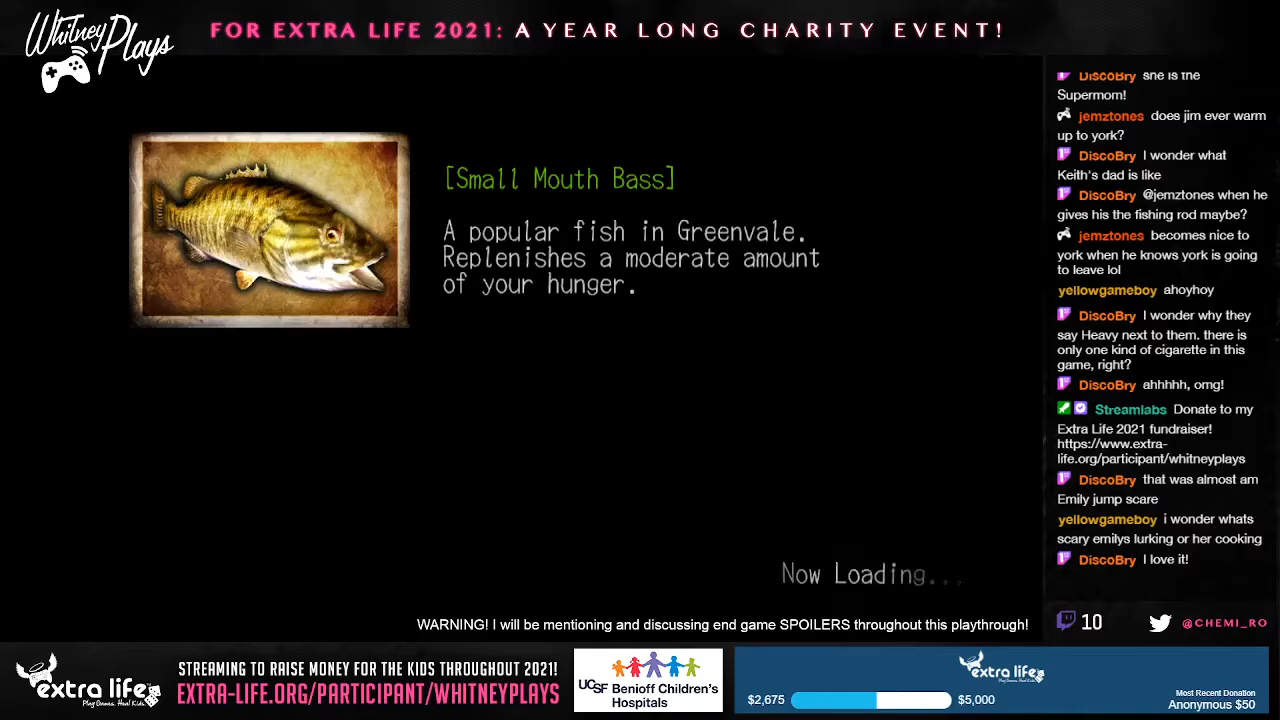 Whitney Plays
FOR EXTRA LIFE 2021: A YEAR LONG CHARITY EVENT!
[Small Mouth Bass]
A popular fish in Greenvale.
Replenishes a moderate amount
of your hunger.
Now Loading...
WARNING! I will be mentioning and discussing end game SPOILERS throughout this playthrough!
DiscoBry she is the
Supermom!
jemztones does jim ever warm
up to york?
DiscoBry I wonder what
Keith's dad is like
DiscoBry @jemztones when he
gives his the fishing rod maybe?
jemztones becomes nice to
york when he knows york is going
to leave lol
yellowgameboy ahoyhoy
DiscoBry I wonder why they
say Heavy next to them. there is
only one kind of cigarette in this
game, right?
DiscoBry ahhhhh, omg!
Streamlabs Donate to my
Extra Life 2021 fundraiser!
https://www.extra-
life.org/participant/whitneyplays
DiscoBry that was almost am
Emily jump scare
yellowgameboy i wonder whats
scary emilys lurking or her cooking
DiscoBry I love it!
10
@CHEMI_RO
extra life
Play Games. Heal Kids.
STREAMING TO RAISE MONEY FOR THE KIDS THROUGHOUT 2021!
EXTRA-LIFE.ORG/PARTICIPANT/WHITNEYPLAYS
UCSF Benioff Children's
Hospitals
extra life
$2,675
$5,000
Most Recent Donation
Anonymous $50